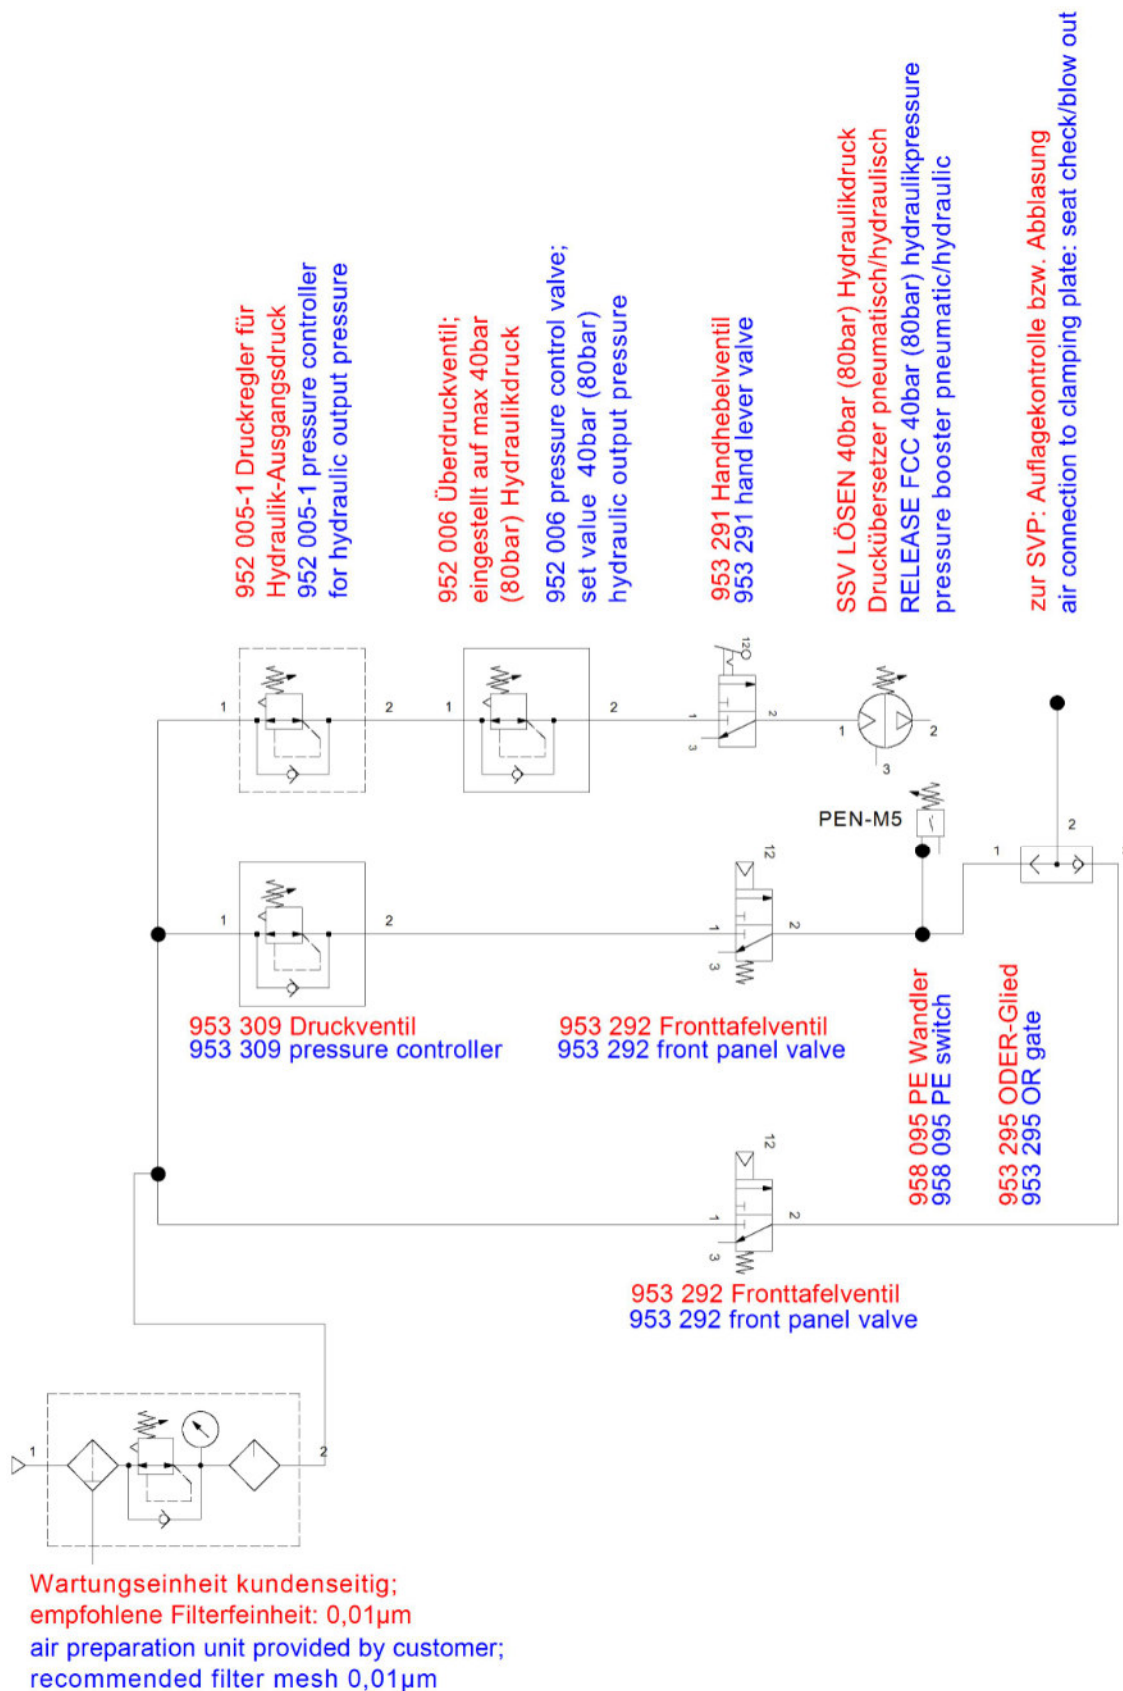 952 005-1 Druckregler für
Hydraulik-Ausgangsdruck
952 005-1 pressure controller
for hydraulic output pressure
952 006 Überdruckventil;
eingestellt auf max 40bar
(80bar) Hydraulikdruck
952 006 pressure control valve;
set value 40bar (80bar)
hydraulic output pressure
953 291 Handhebelventil
953 291 hand lever valve
SSV LÖSEN 40bar (80bar) Hydraulikdruck
Druckübersetzer pneumatisch/hydraulisch
RELEASE FCC 40bar (80bar) hydraulikpressure
pressure booster pneumatic/hydraulic
zur SVP: Auflagekontrolle bzw. Abblasung
air connection to clamping plate: seat check/blow out
1
2
1
2
12
1
2
3
1
2
3
PEN-M5
1
2
1
2
12
1
2
3
953 309 Druckventil
953 309 pressure controller
953 292 Fronttafelventil
953 292 front panel valve
958 095 PE Wandler
958 095 PE switch
953 295 ODER-Glied
953 295 OR gate
12
1
2
3
953 292 Fronttafelventil
953 292 front panel valve
1
2
Wartungseinheit kundenseitig;
empfohlene Filterfeinheit: 0,01µm
air preparation unit provided by customer;
recommended filter mesh 0,01µm